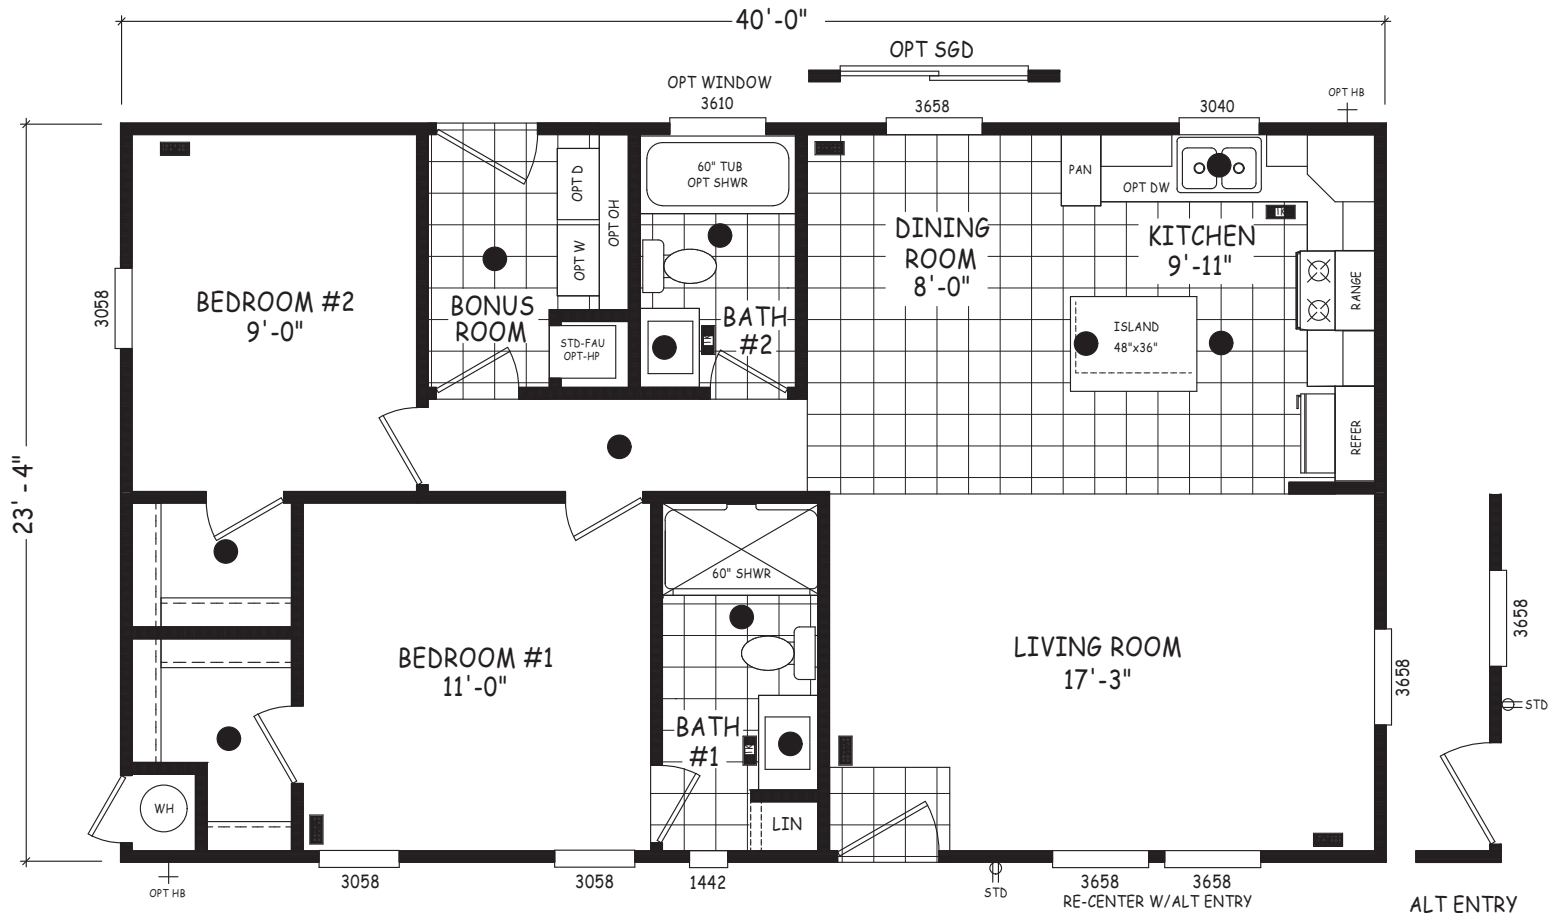 40'-0"
OPT SGD
OPT WINDOW
3610
3658
3040
OPT HB
60" TUB
OPT SHWR
PAN
OPT DW
OPT D
OPT OH
OPT W
TK
DINING
ROOM
8'-0"
KITCHEN
9'-11"
RANGE
3058
BEDROOM #2
9'-0"
BONUS
ROOM
BATH
#2
TK
STD-FAU
OPT-HP
ISLAND
48"x36"
REFER
23' - 4"
60" SHWR
BEDROOM #1
11'-0"
LIVING ROOM
17'-3"
3658
3658
STD
BATH
#1
TK
WH
LIN
OPT HB
3058
3058
1442
STD
3658
3658
RE-CENTER W/ALT ENTRY
ALT ENTRY